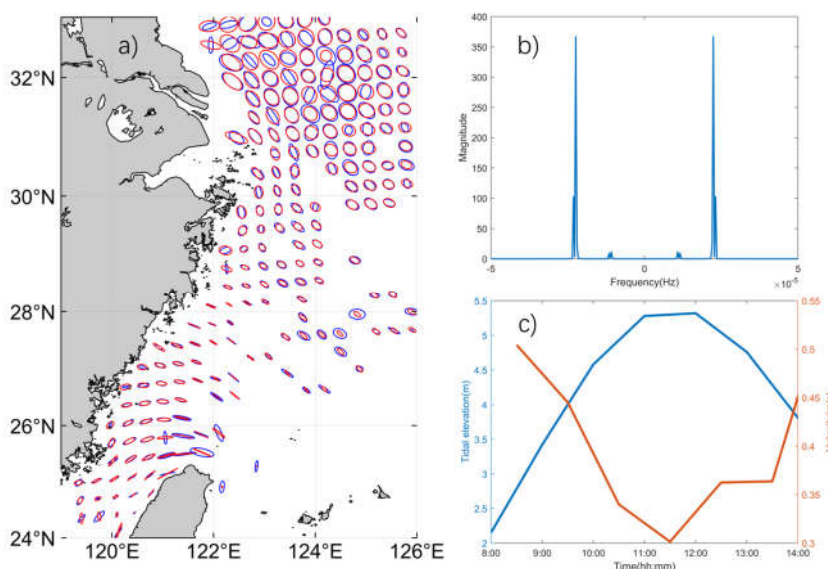 a)
32°N
30°N
28°N
26°N
24°N
120°E 122°E 124°E 126°E
b)
400
350
300
250
200
150
100
50
0
Magnitude
-5 0 5
Frequency(Hz)
×10⁻⁵
c)
5.5
5
4.5
4
3.5
3
2.5
2
Tidal elevation(m)
0.55
0.5
0.45
0.4
0.35
0.3
8:00 9:00 10:00 11:00 12:00 13:00 14:00
Time(hh:mm)